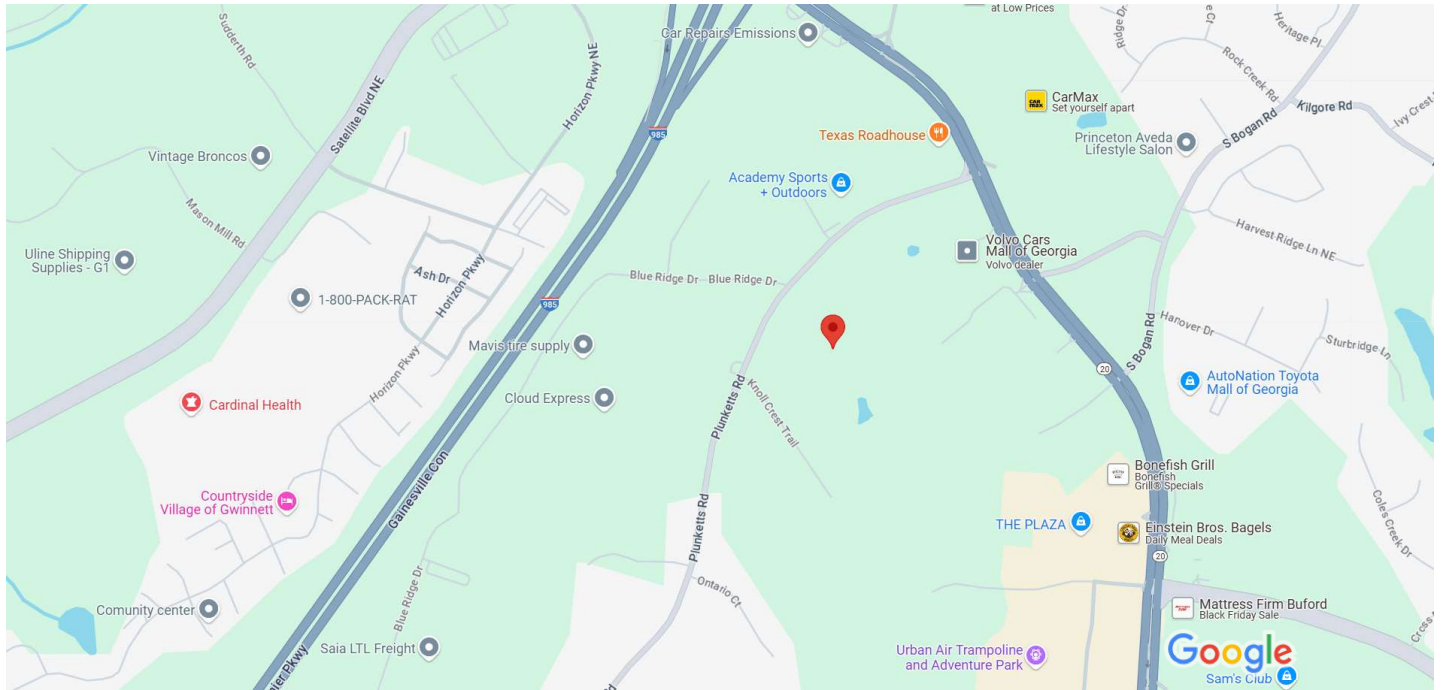 at Low Prices
Car Repairs Emissions
Sudderth Rd
Satellite Blvd NE
Horizon Pkwy NE
Ridge Dr
Heritage Pl
Rock Creek Rd
Kilgore Rd
Ivy Crest
CarMax
Set yourself apart
985
Texas Roadhouse
S Bogan Rd
Princeton Aveda
Lifestyle Salon
Vintage Broncos
Academy Sports
+ Outdoors
Mason Mill Rd
Harvest Ridge Ln NE
Uline Shipping
Supplies - G1
Volvo Cars
Mall of Georgia
Volvo dealer
Ash Dr
Horizon Pkwy
Blue Ridge Dr
Blue Ridge Dr
1-800-PACK-RAT
985
Hanover Dr
Sturbridge Ln
Mavis tire supply
S Bogan Rd
20
Horizon Pkwy
AutoNation Toyota
Mall of Georgia
Cloud Express
Plunketts Rd
Knoll Crest Trail
Cardinal Health
Gainesville Con
Bonefish Grill
Bonefish
Grill® Specials
Countryside
Village of Gwinnett
Plunketts Rd
THE PLAZA
Einstein Bros. Bagels
Daily Meal Deals
Coles Creek Dr
20
Ontario Ct
Blue Ridge Dr
Comunity center
Mattress Firm Buford
Black Friday Sale
Saia LTL Freight
Urban Air Trampoline
and Adventure Park
Google
Sam's Club